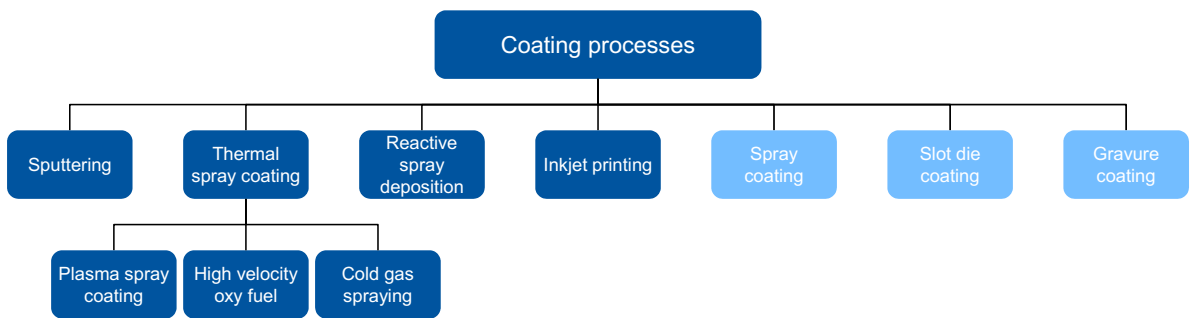 Coating processes
Sputtering
Thermal
spray coating
Reactive
spray
deposition
Inkjet printing
Spray
coating
Slot die
coating
Gravure
coating
Plasma spray
coating
High velocity
oxy fuel
Cold gas
spraying